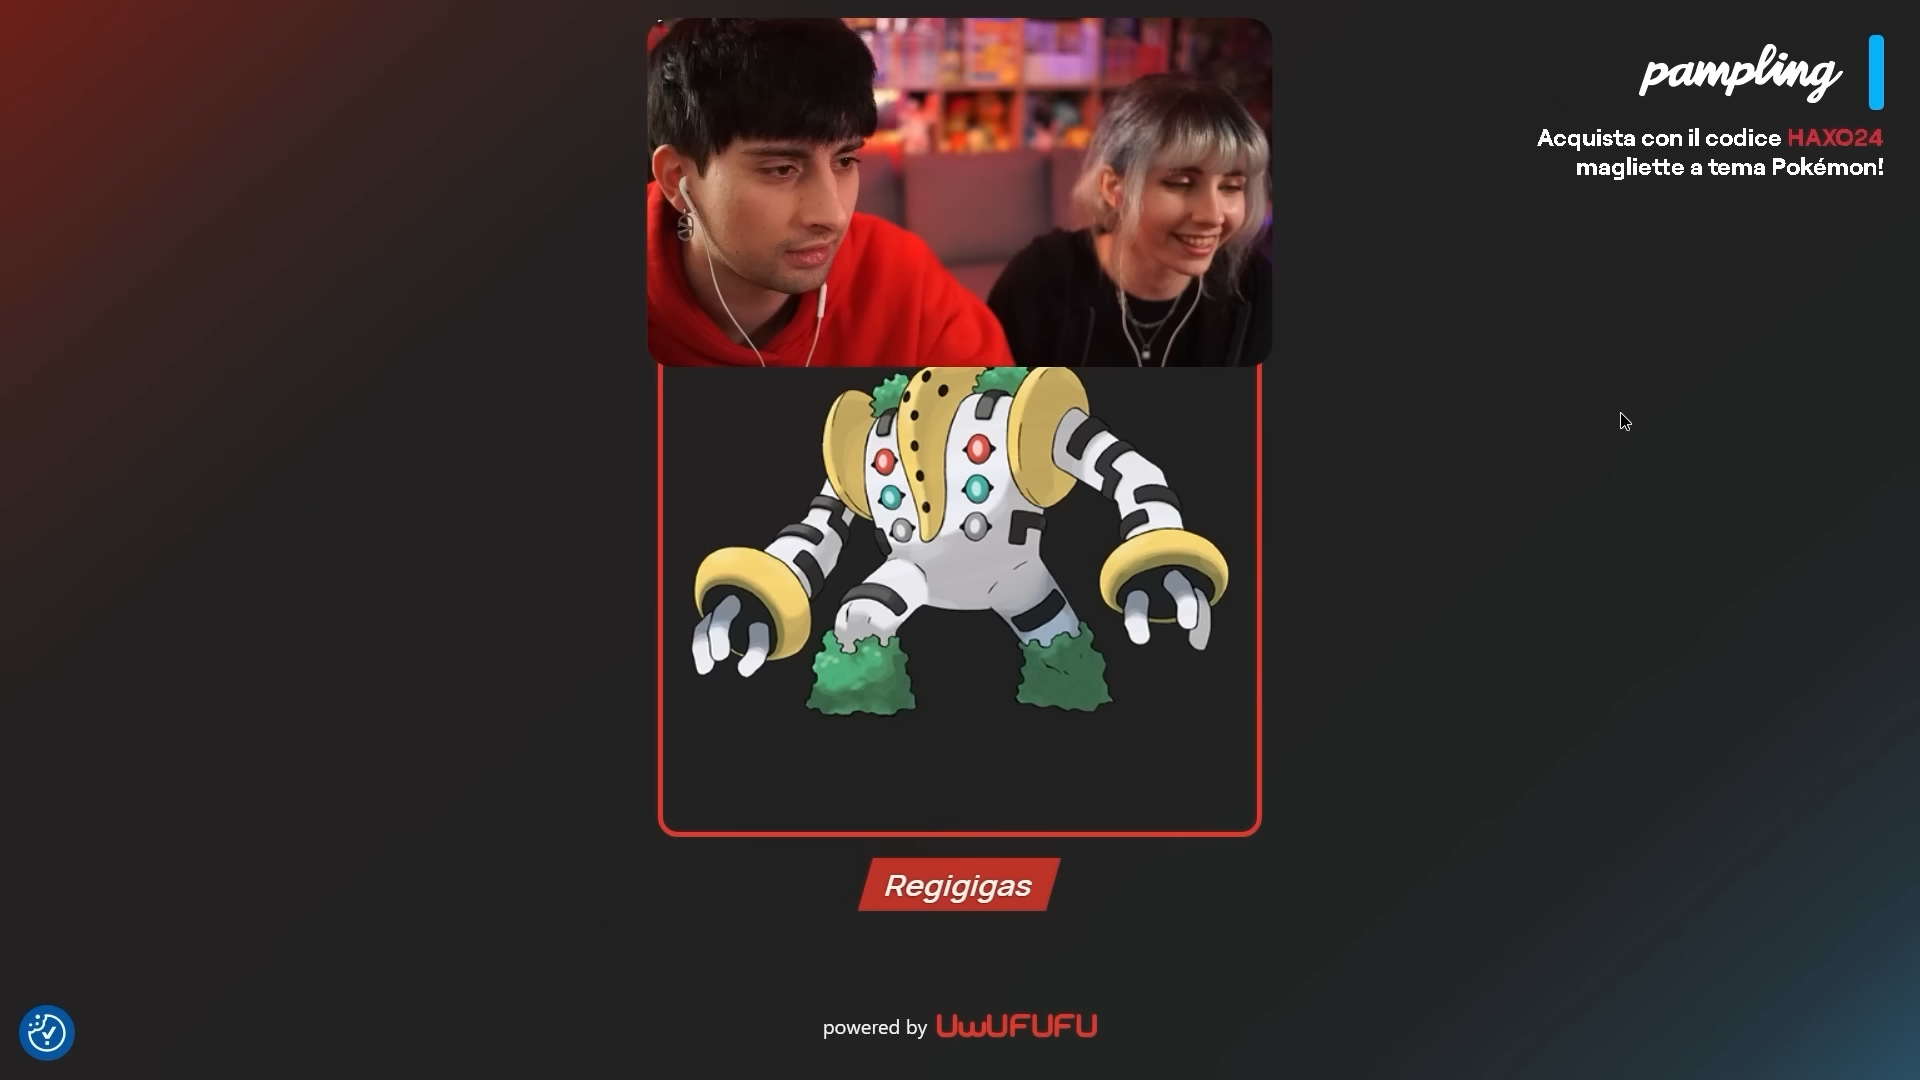 pampling
Acquista con il codice HAXO24
magliette a tema Pokémon!
Regigigas
powered by UwUFUFU